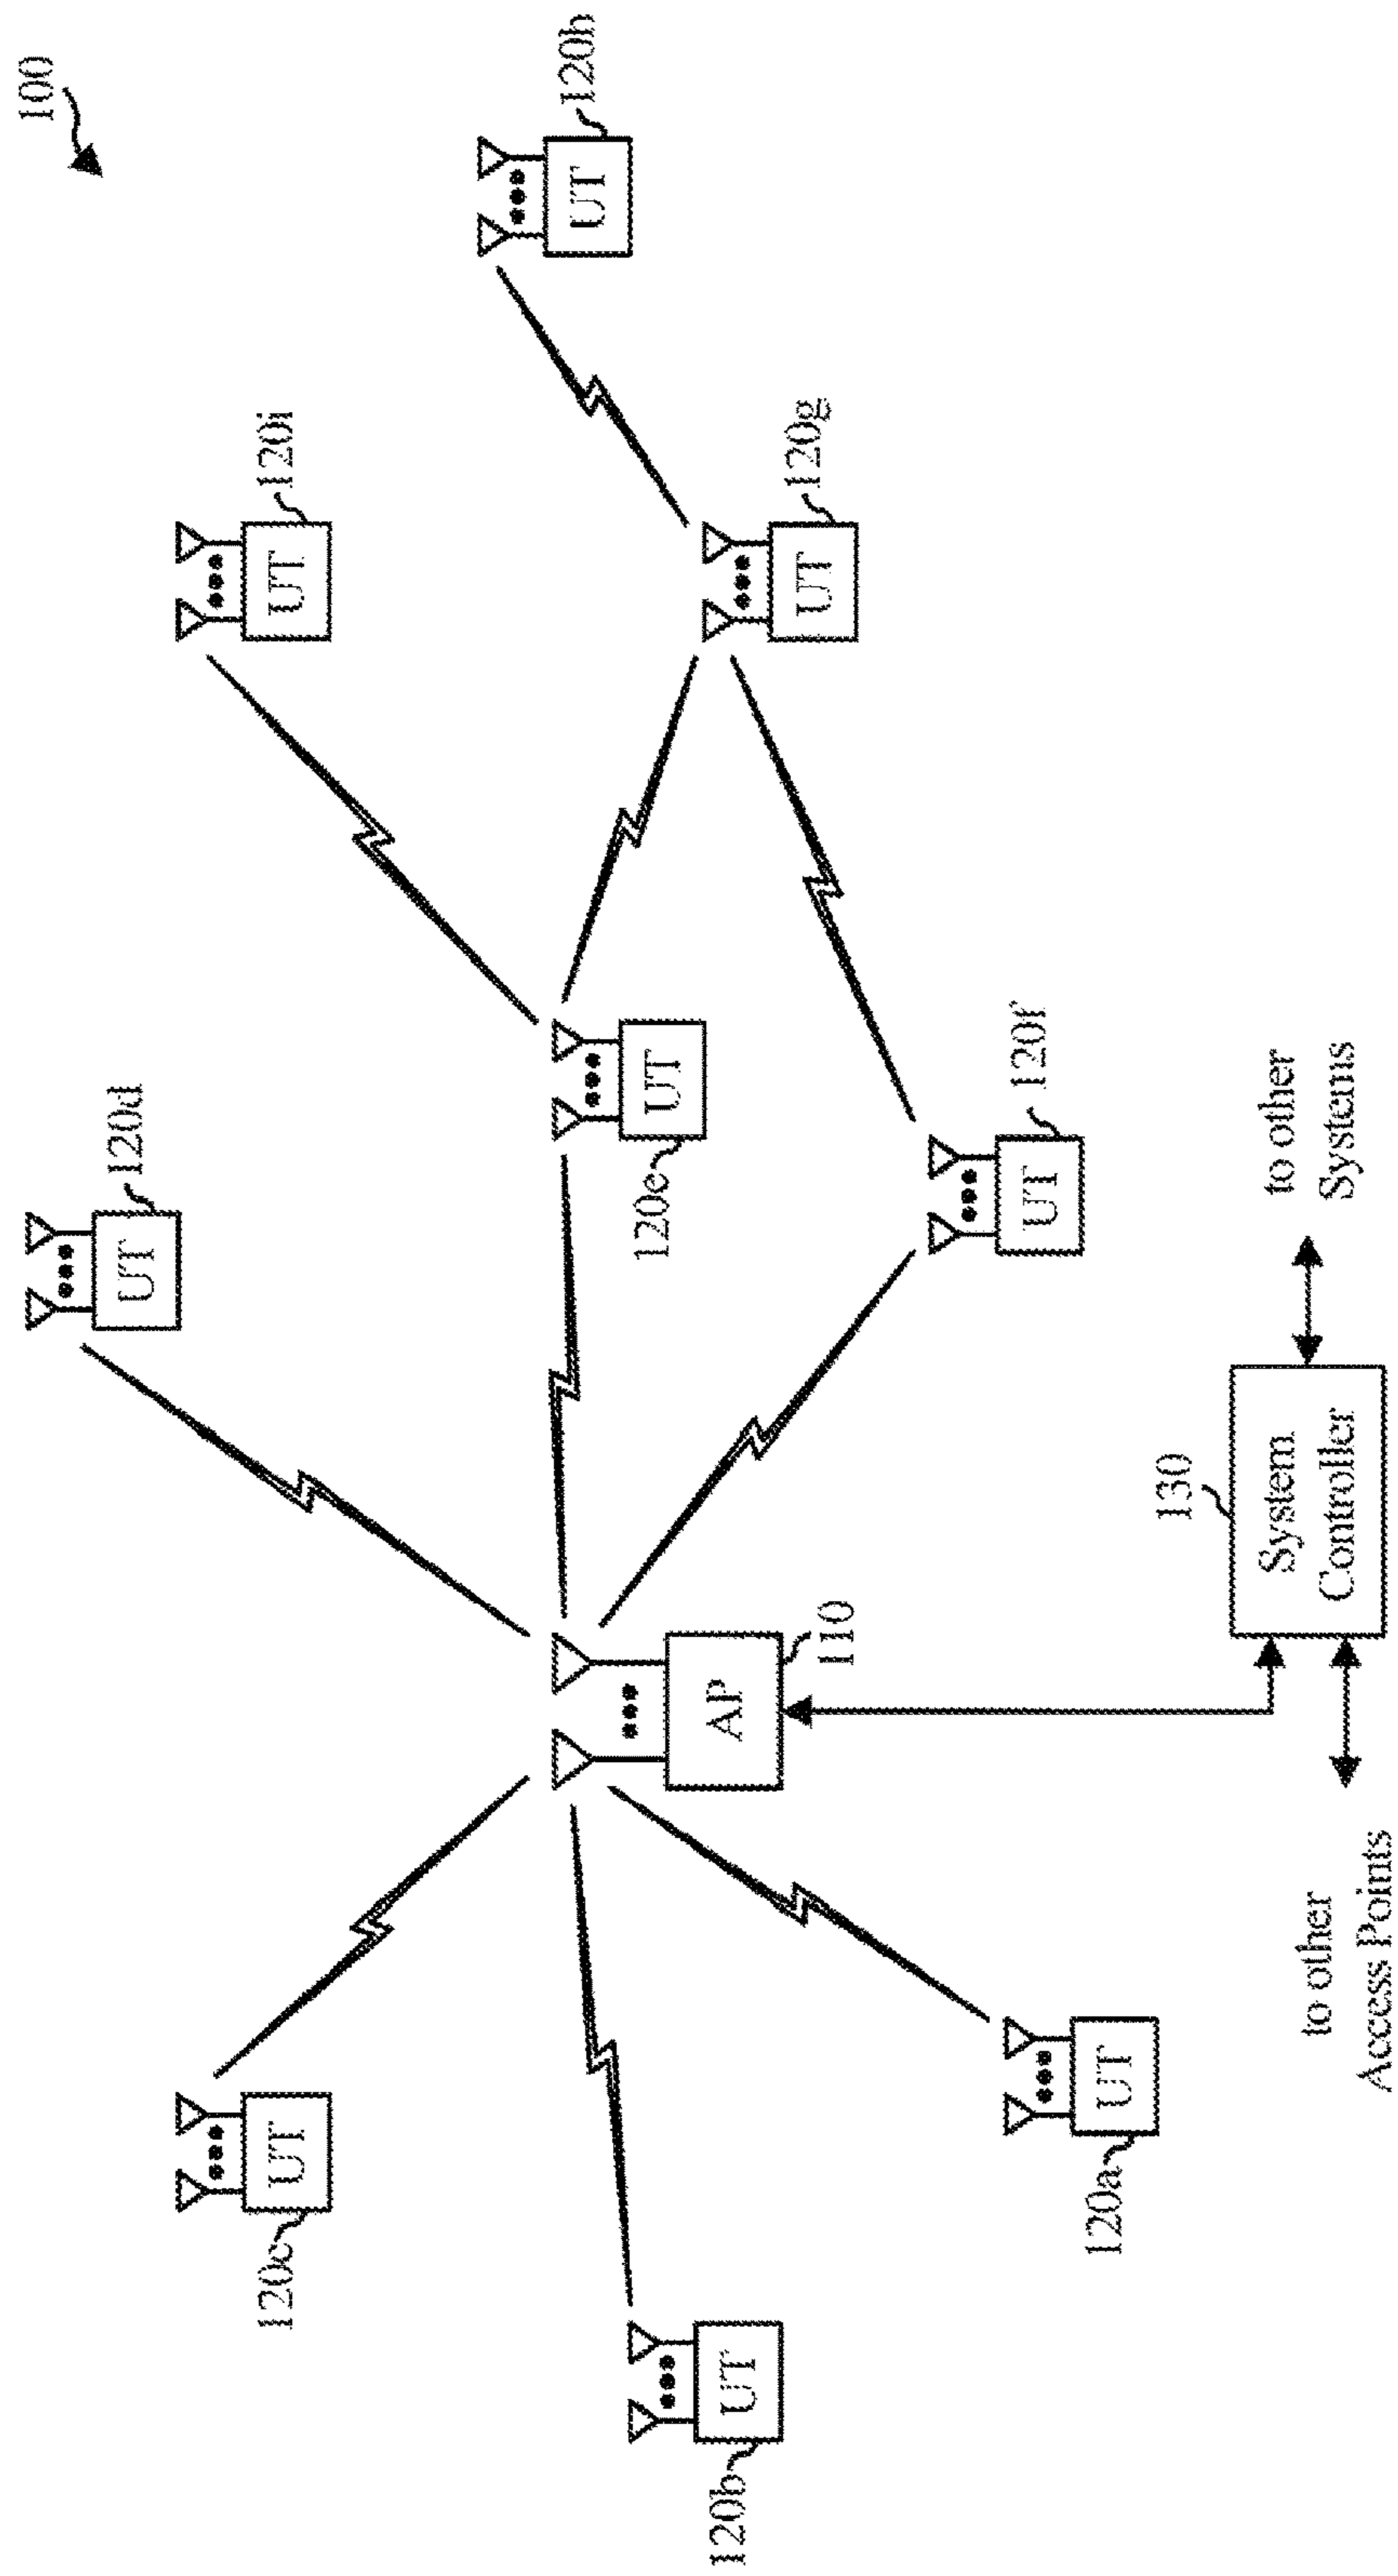 100
120d
UT
120i
UT
120h
UT
120c
UT
120e
UT
120g
UT
120b
UT
AP
110
120f
UT
120a
UT
130
System
Controller
to other
Systems
to other
Access Points